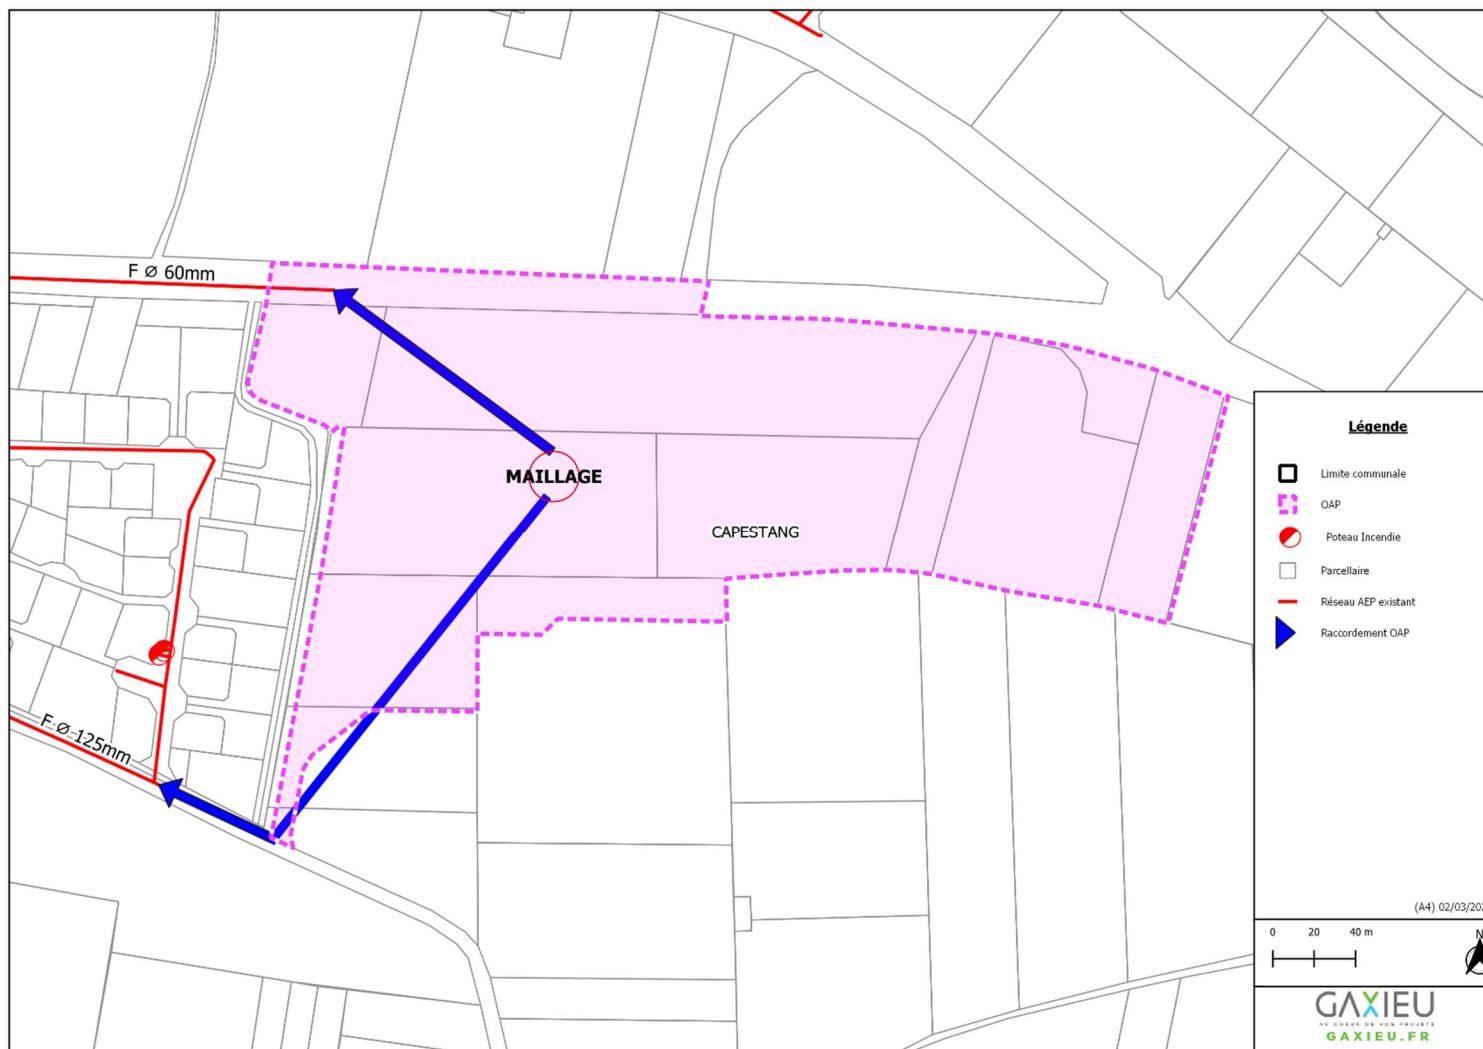 F Ø 60mm
MAILLAGE
CAPESTANG
F Ø 125mm
Légende
Limite communale
OAP
Poteau Incendie
Parcellaire
Réseau AEP existant
Raccordement OAP
(A4) 02/03/202
0 20 40 m
N
GAXIEU
AU COEUR DE VOS PROJETS
GAXIEU.FR